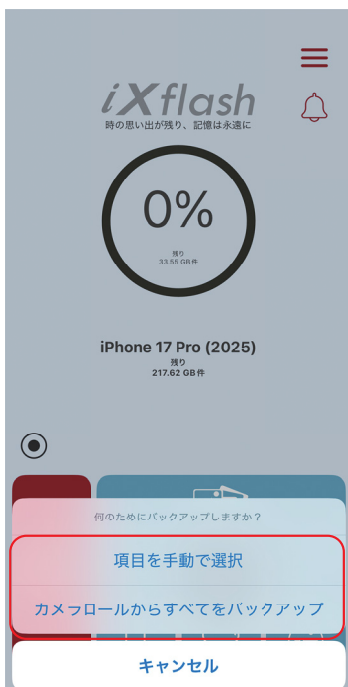 iXflash
時の思い出が残り、記憶は永遠に
0%
残り
33.55 GB 件
iPhone 17 Pro (2025)
残り
217.62 GB 件
何のためにバックアップしますか？
項目を手動で選択
カメラロールからすべてをバックアップ
キャンセル